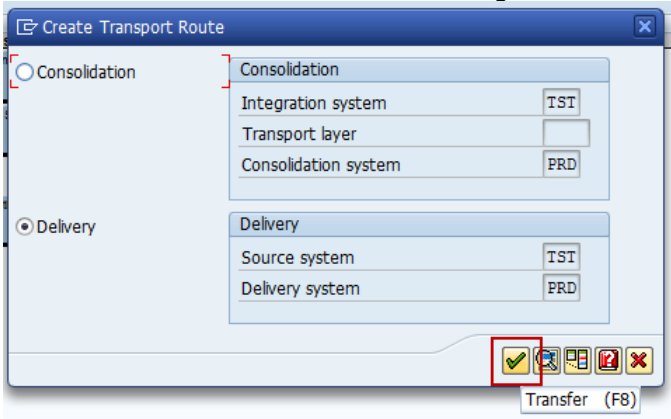 Create Transport Route
Consolidation
Consolidation
Integration system TST
Transport layer
Consolidation system PRD
Delivery
Delivery
Source system TST
Delivery system PRD
Transfer (F8)